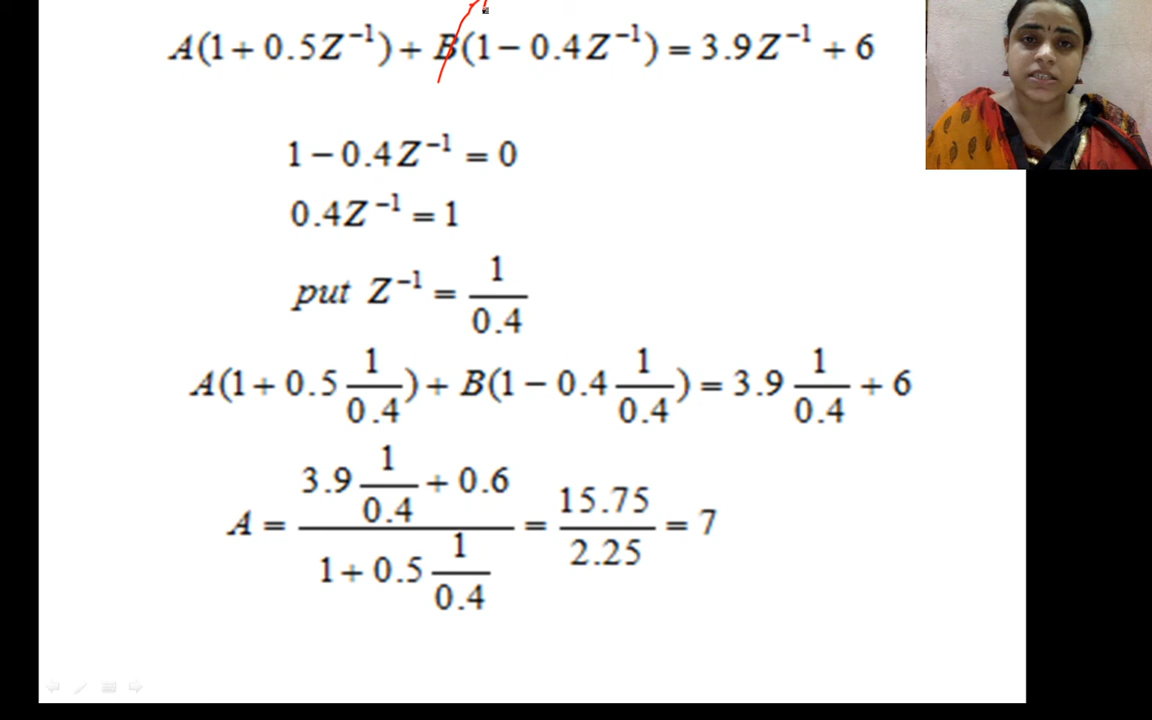 A(1 + 0.5Z⁻¹) + B(1 − 0.4Z⁻¹) = 3.9Z⁻¹ + 6
1 − 0.4Z⁻¹ = 0
0.4Z⁻¹ = 1
put Z⁻¹ = 1/0.4
A(1 + 0.5 1/0.4) + B(1 − 0.4 1/0.4) = 3.9 1/0.4 + 6
A = (3.9 1/0.4 + 0.6)/(1 + 0.5 1/0.4) = 15.75/2.25 = 7